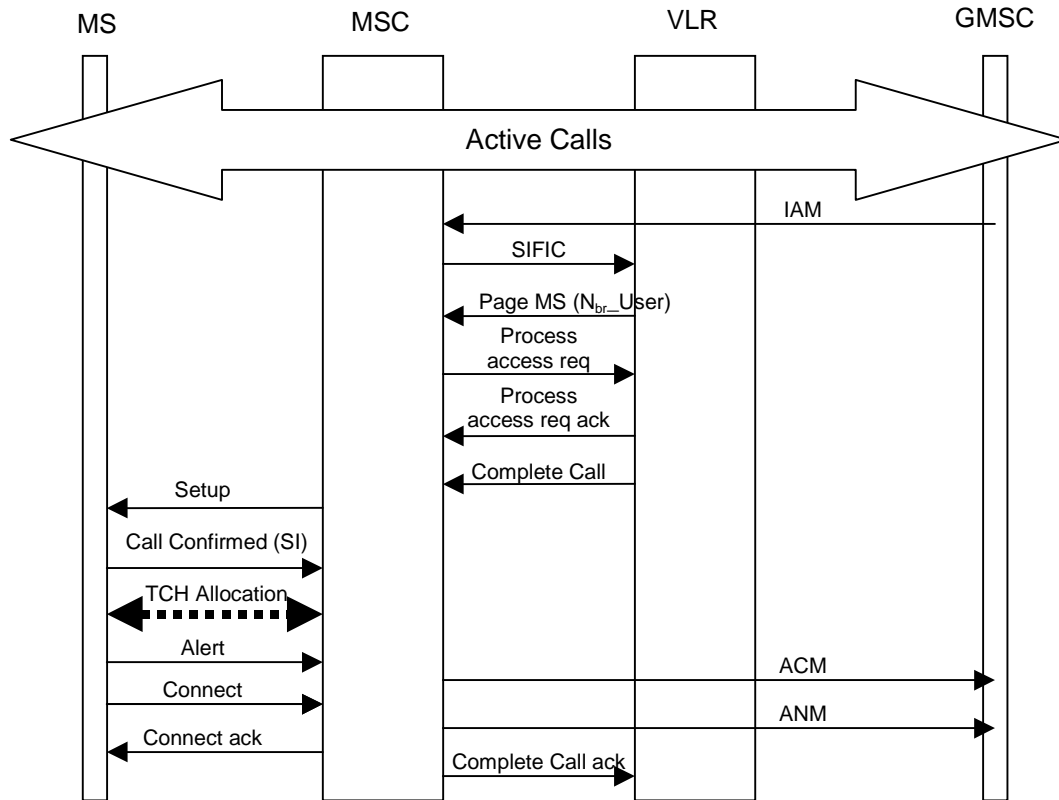 MS
MSC
VLR
GMSC
Active Calls
IAM
SIFIC
Page MS (Nbr_User)
Process
access req
Process
access req ack
Complete Call
Setup
Call Confirmed (SI)
TCH Allocation
Alert
ACM
Connect
ANM
Connect ack
Complete Call ack